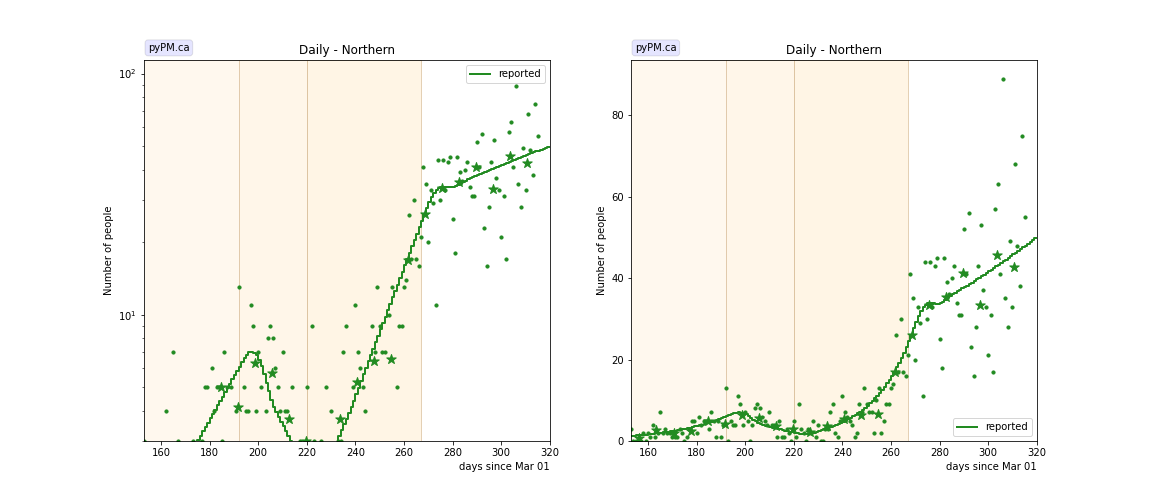 pyPM.ca
Daily - Northern
reported
10²
10¹
Number of people
160 180 200 220 240 260 280 300 320
days since Mar 01
pyPM.ca
Daily - Northern
80
60
40
20
0
Number of people
reported
160 180 200 220 240 260 280 300 320
days since Mar 01